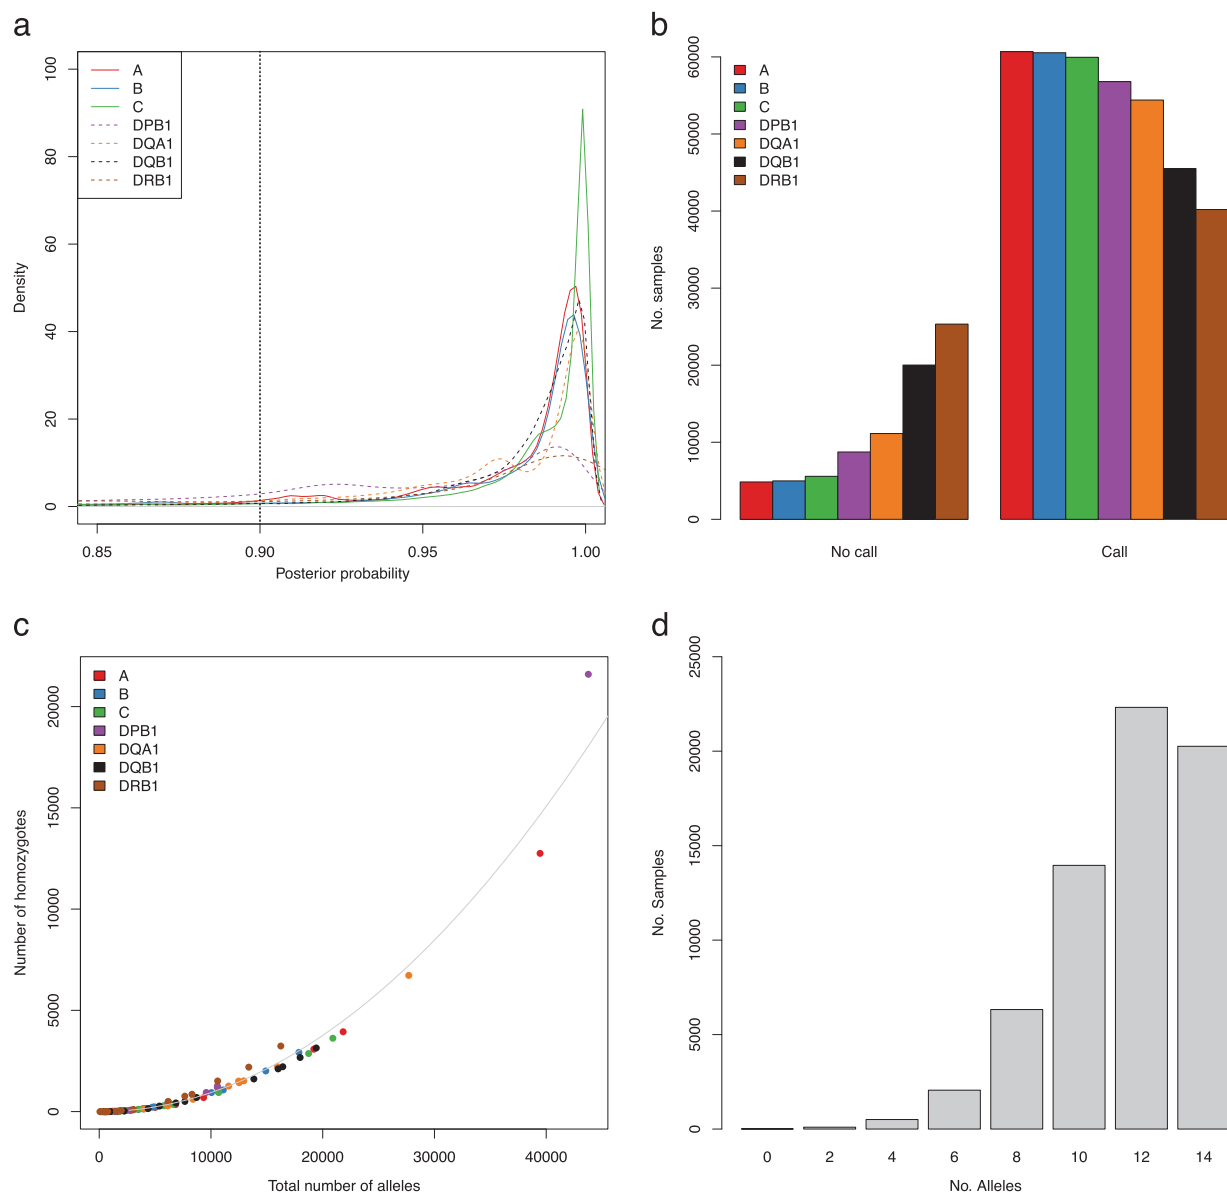 a
100
80
60
40
20
0
Density
A
B
C
DPB1
DQA1
DQB1
DRB1
0.85
0.90
0.95
1.00
Posterior probability
b
60000
50000
40000
30000
20000
10000
0
No. samples
A
B
C
DPB1
DQA1
DQB1
DRB1
No call
Call
c
20000
15000
10000
5000
0
Number of homozygotes
A
B
C
DPB1
DQA1
DQB1
DRB1
0
10000
20000
30000
40000
Total number of alleles
d
25000
20000
15000
10000
5000
0
No. Samples
0
2
4
6
8
10
12
14
No. Alleles